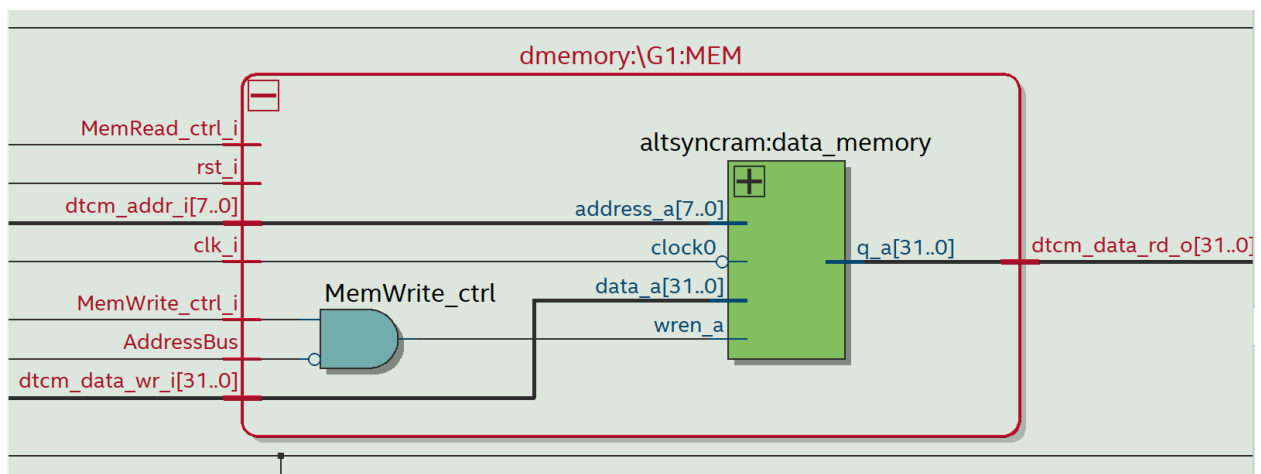 dmemory:\G1:MEM
MemRead_ctrl_i
rst_i
dtcm_addr_i[7..0]
clk_i
MemWrite_ctrl_i
AddressBus
dtcm_data_wr_i[31..0]
MemWrite_ctrl
altsyncram:data_memory
address_a[7..0]
clock0
data_a[31..0]
wren_a
q_a[31..0]
dtcm_data_rd_o[31..0]